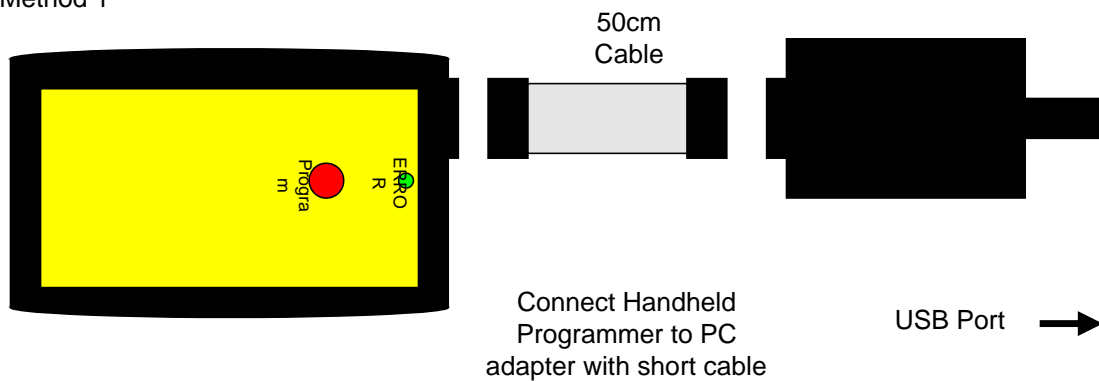 Method 1
50cm
Cable
Progra
m
ERRO
R
Connect Handheld
Programmer to PC
adapter with short cable
USB Port